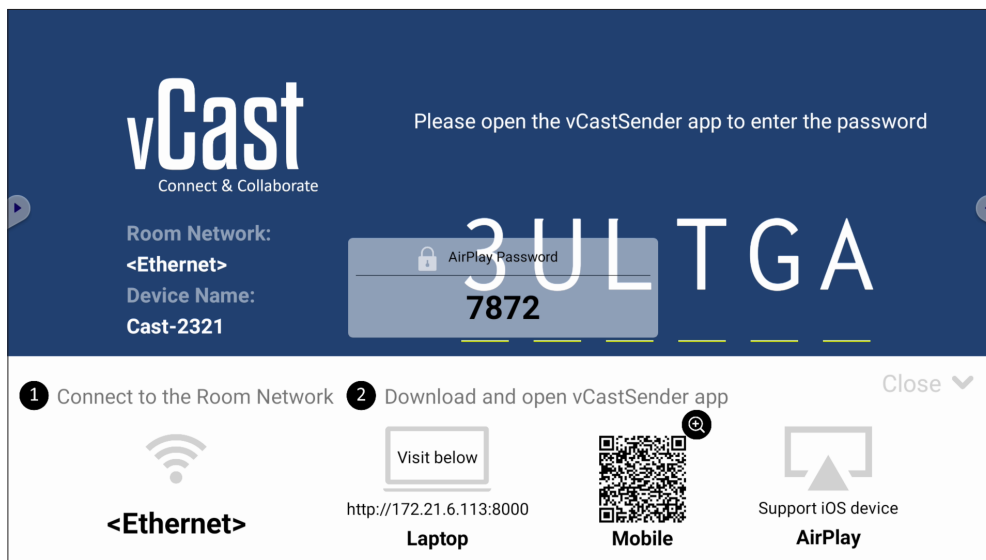 vCast
Connect & Collaborate
Please open the vCastSender app to enter the password
Room Network:
<Ethernet>
Device Name:
Cast-2321
3ULTGA
AirPlay Password
7872
1 Connect to the Room Network
2 Download and open vCastSender app
Close
<Ethernet>
Visit below
http://172.21.6.113:8000
Laptop
Mobile
Support iOS device
AirPlay